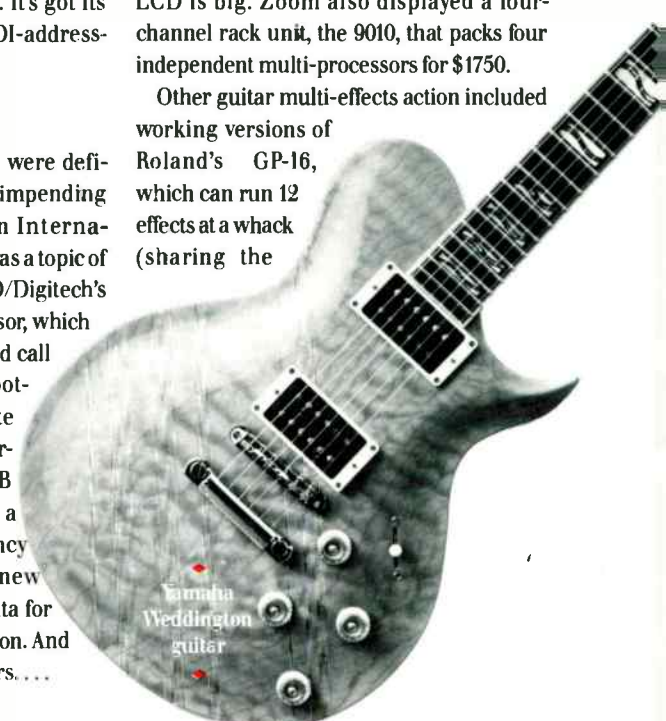 . It's got its
DI-address-
were defi-
impending
n Interna-
as a topic of
D/Digitech's
sor, which
d call
oot-
te
r-
B
a
ncy
new
ta for
on. And
rs. . . .
LCD is big. Zoom also displayed a four-
channel rack unit, the 9010, that packs four
independent multi-processors for $1750.
Other guitar multi-effects action included
working versions of
Roland's GP-16,
which can run 12
effects at a whack
(sharing the
Yamaha
Weddington
guitar